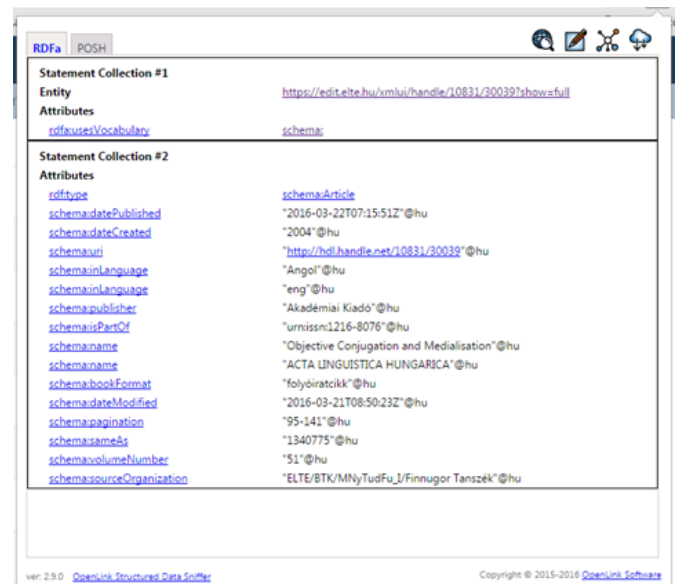 RDFa POSH
Statement Collection #1
Entity https://edit.elte.hu/xmlui/handle/10831/30039?show=full
Attributes
rdfa:usesVocabulary schema:
Statement Collection #2
Attributes
rdf:type schema:Article
schema:datePublished "2016-03-22T07:15:51Z"@hu
schema:dateCreated "2004"@hu
schema:uri "http://hdl.handle.net/10831/30039"@hu
schema:inLanguage "Angol"@hu
schema:inLanguage "eng"@hu
schema:publisher "Akadémiai Kiadó"@hu
schema:isPartOf "urn:issn:1216-8076"@hu
schema:name "Objective Conjugation and Medialisation"@hu
schema:name "ACTA LINGUISTICA HUNGARICA"@hu
schema:bookFormat "folyóiratcikk"@hu
schema:dateModified "2016-03-21T08:50:23Z"@hu
schema:pagination "95-141"@hu
schema:sameAs "1340775"@hu
schema:volumeNumber "51"@hu
schema:sourceOrganization "ELTE/BTK/MNyTudFu_I/Finnugor Tanszék"@hu
ver: 2.9.0 OpenLink Structured Data Sniffer Copyright © 2015-2016 OpenLink Software